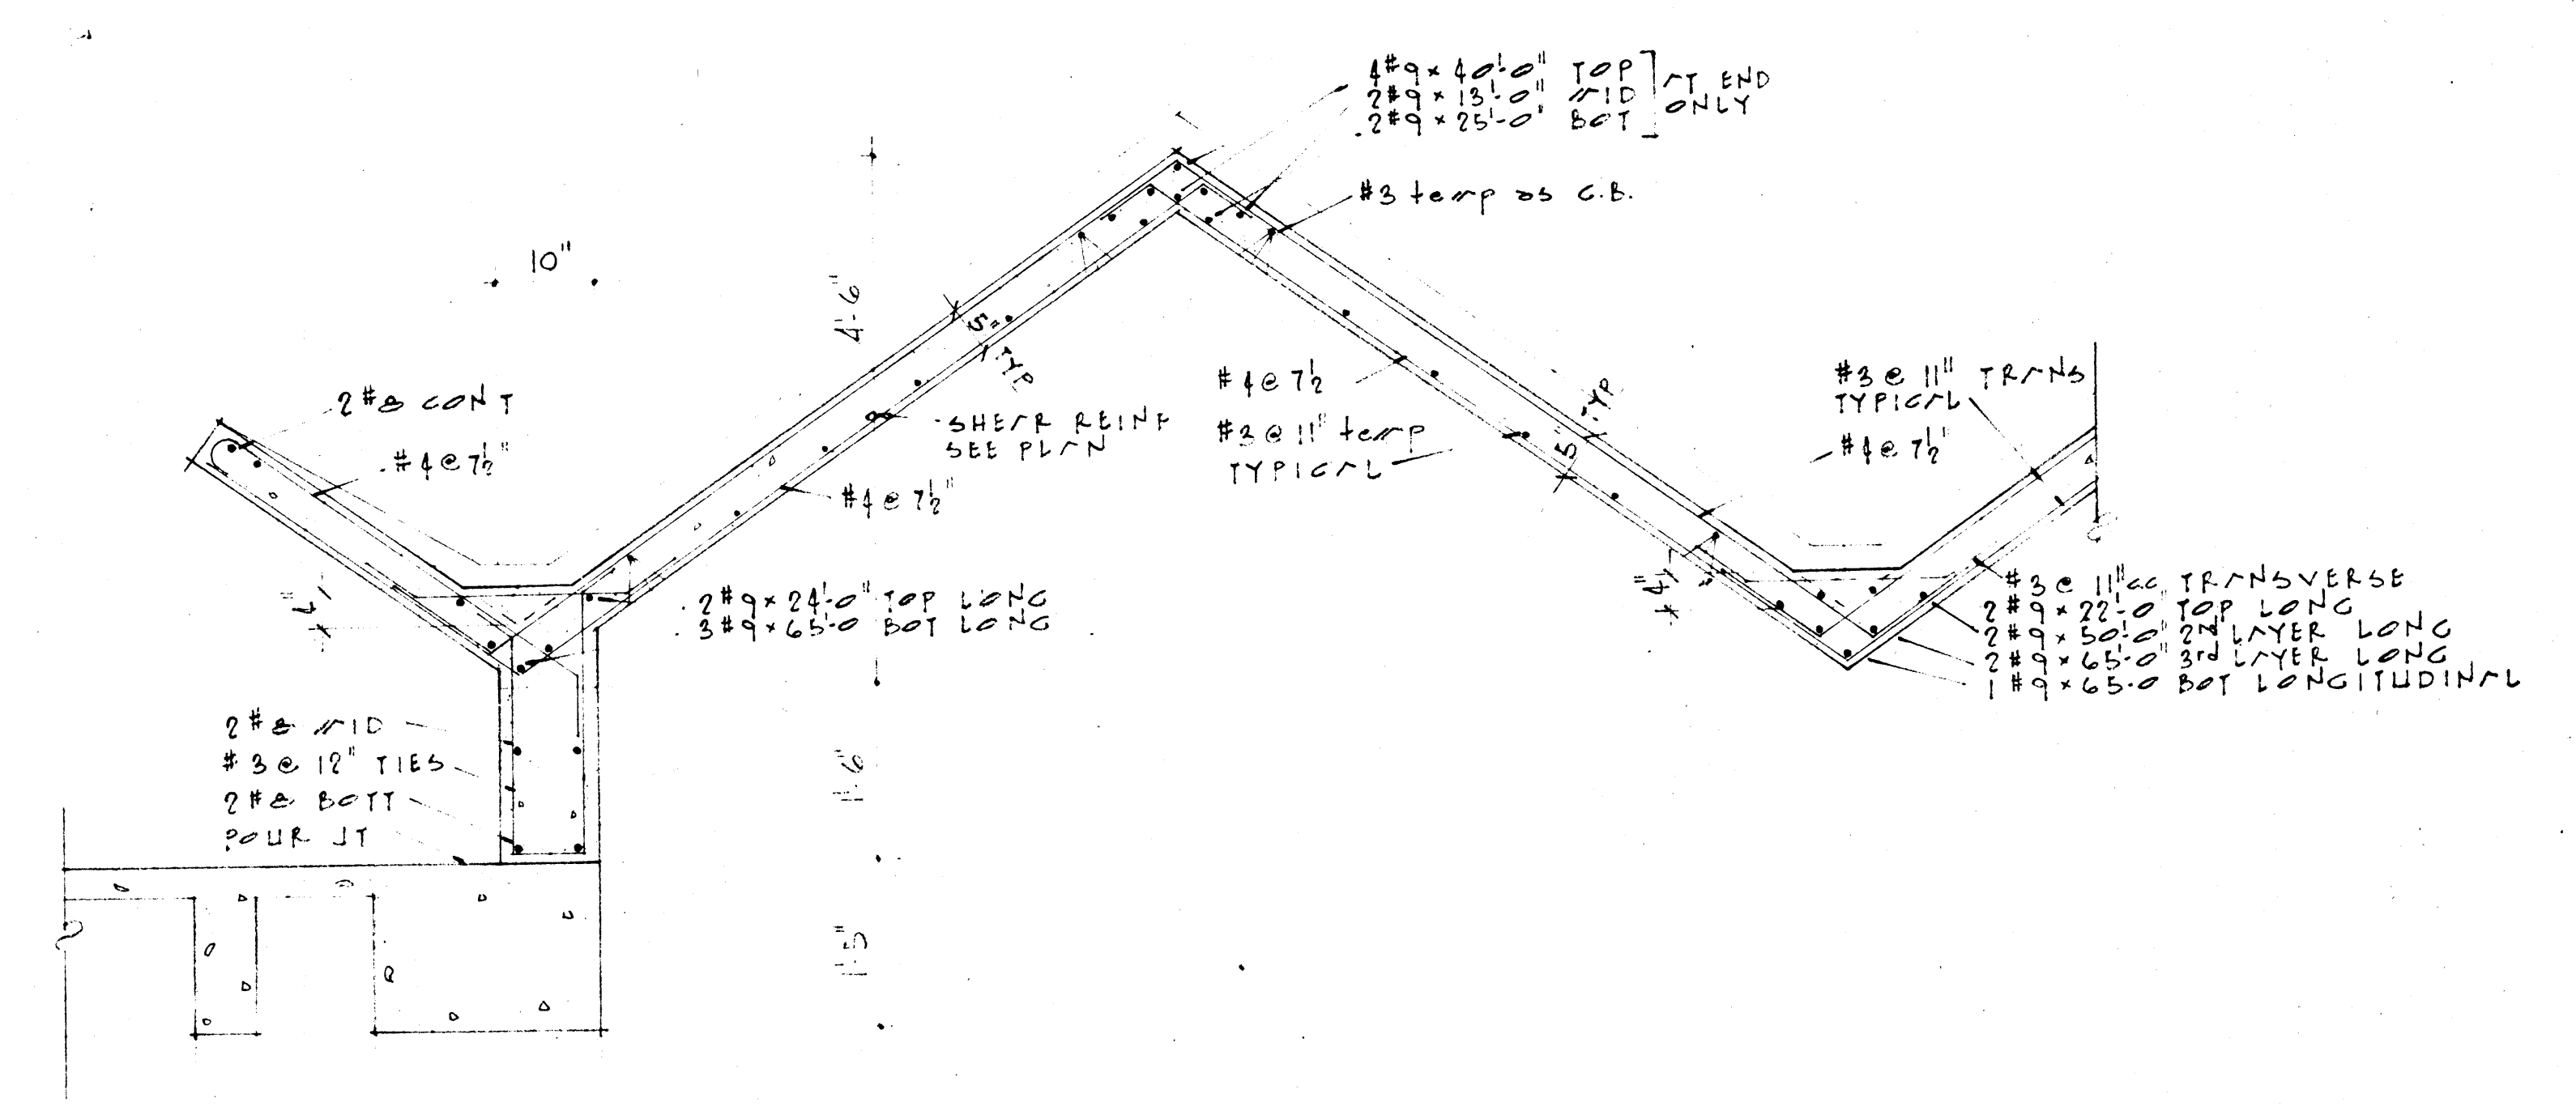 4#9 x 40'-0" TOP
2#9 x 13'-0" MID
2#9 x 25'-0" BOT
AT END
ONLY
#3 temp as C.B.
10"
4'-6"
5" TYP
2#8 CONT
#4@7½"
SHEAR REINF
SEE PLAN
#4@7½"
#4@7½
#3@11" temp
TYPICAL
5" TYP
#3@11" TRANS
TYPICAL
#4@7½"
2#9 x 24'-0" TOP LONG
3#9 x 65'-0 BOT LONG
#3@11"cc TRANSVERSE
2#9 x 22'-0" TOP LONG
2#9 x 50'-0" 2nd LAYER LONG
2#9 x 65'-0" 3rd LAYER LONG
1#9 x 65'-0 BOT LONGITUDINAL
2#8 MID
#3@12" TIES
2#8 BOTT
POUR JT
1'-6"
1'-5"